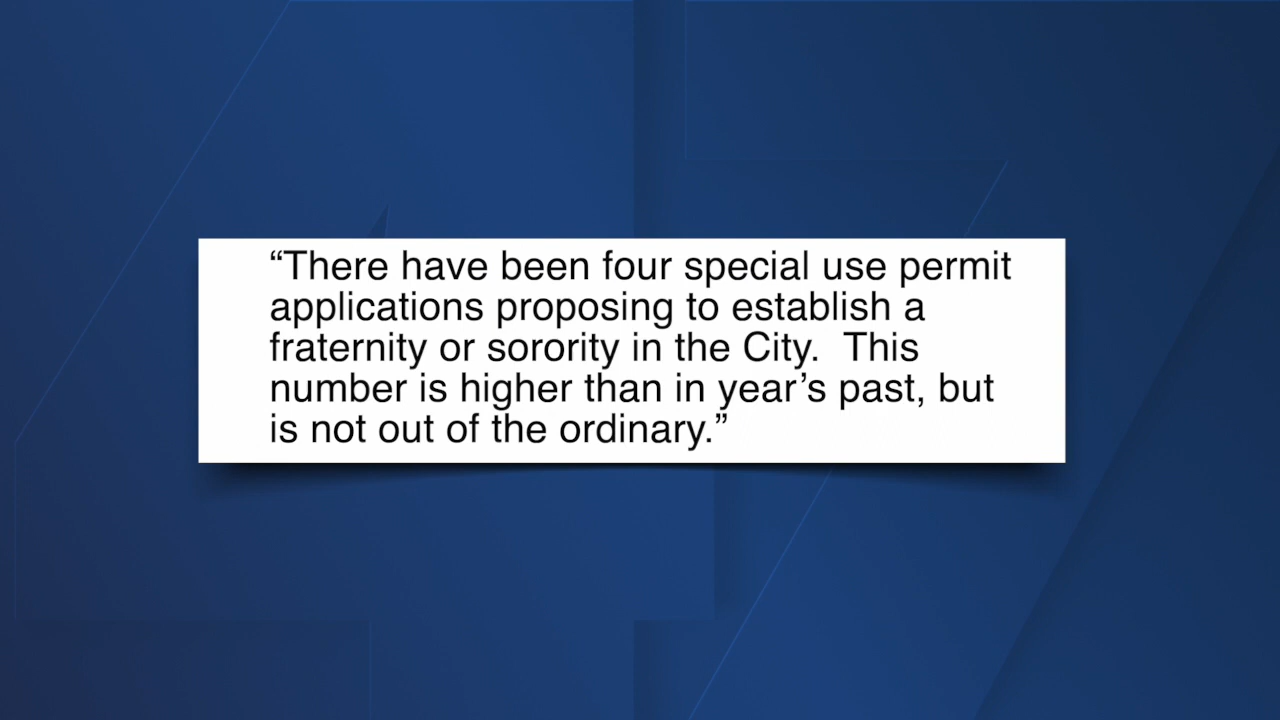 “There have been four special use permit
applications proposing to establish a
fraternity or sorority in the City.  This
number is higher than in year’s past, but
is not out of the ordinary.”